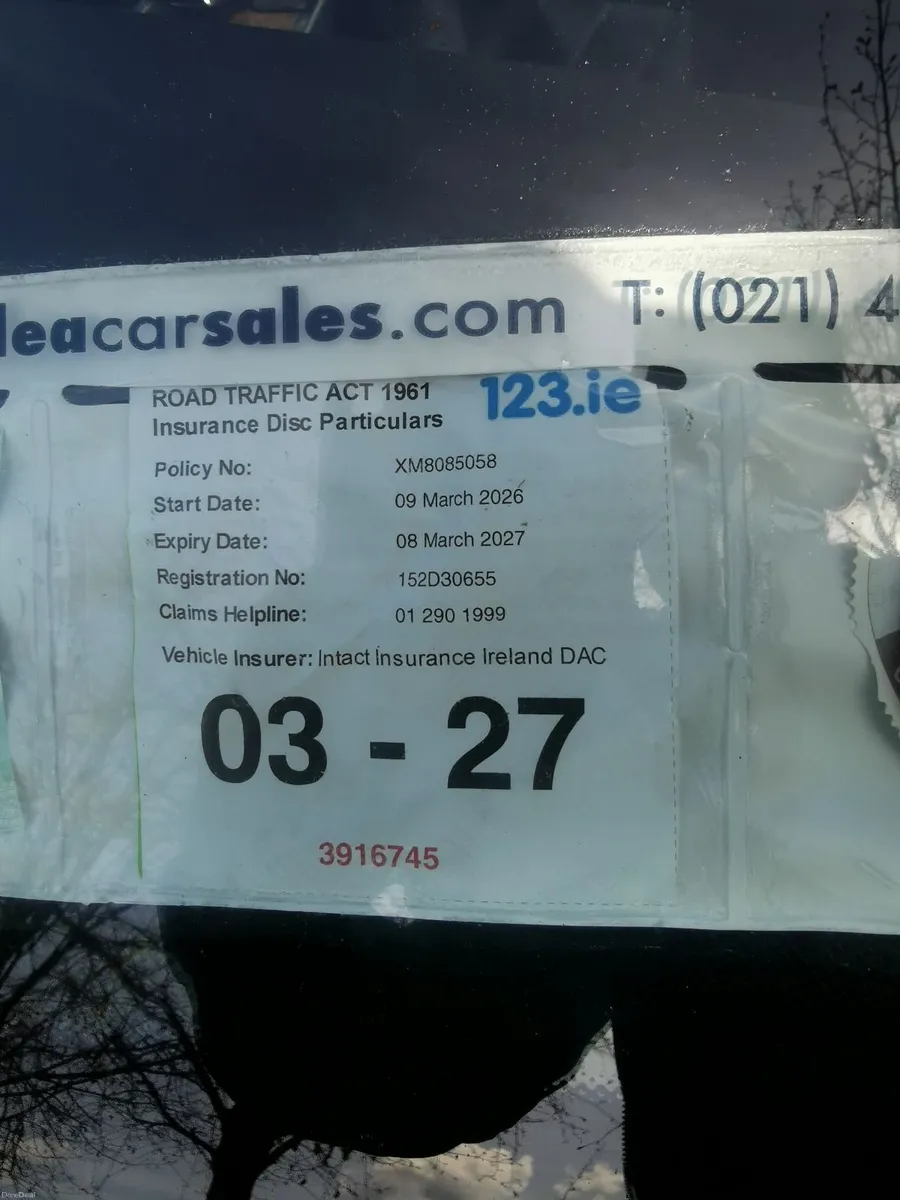 leacarsales.com T: (021) 4
ROAD TRAFFIC ACT 1961
123.ie
Insurance Disc Particulars
Policy No: XM8085058
Start Date: 09 March 2026
Expiry Date: 08 March 2027
Registration No: 152D30655
Claims Helpline: 01 290 1999
Vehicle Insurer: Intact Insurance Ireland DAC
03 - 27
3916745
DoneDeal